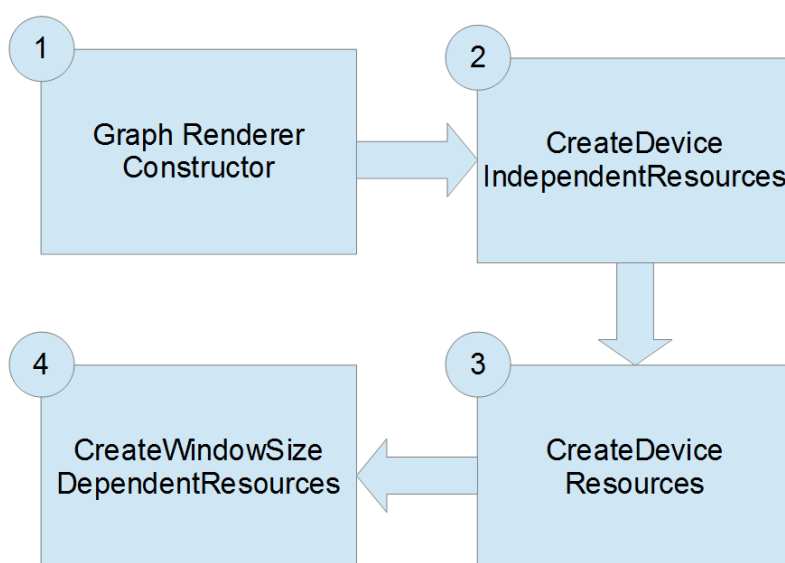 1
Graph Renderer
Constructor
2
CreateDevice
IndependentResources
3
CreateDevice
Resources
4
CreateWindowSize
DependentResources